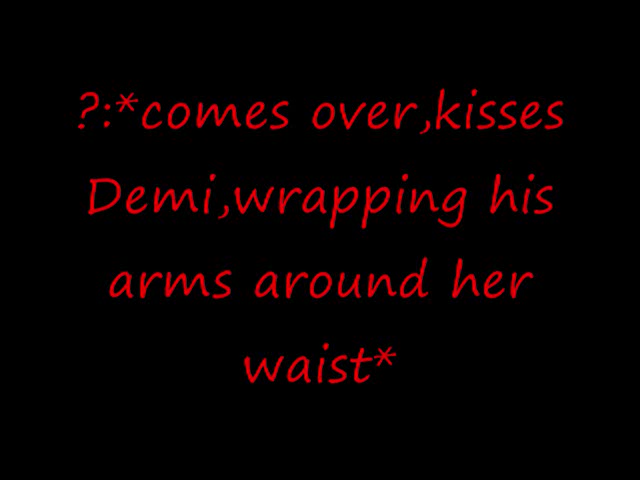 ?:*comes over,kisses
Demi,wrapping his
arms around her
waist*